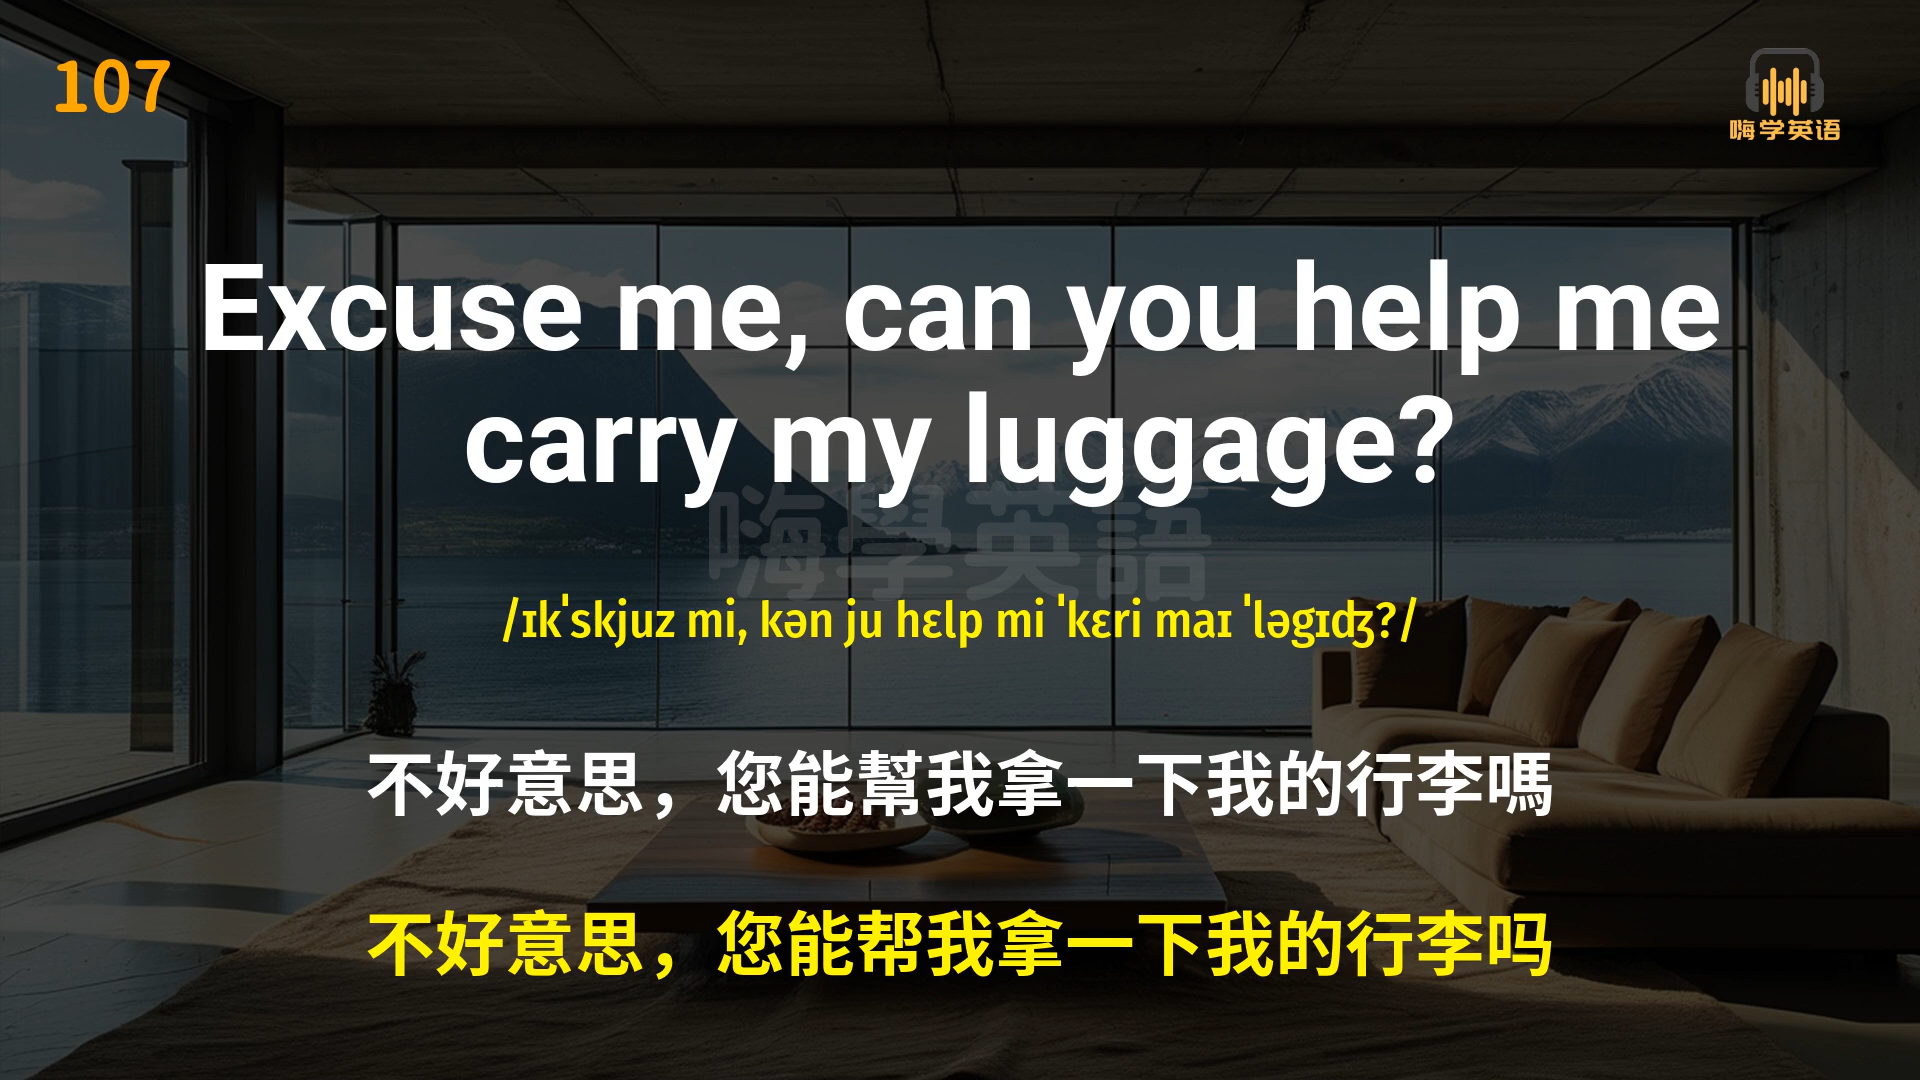 107
嗨学英语
Excuse me, can you help me
carry my luggage?
嗨學英語
/ɪkˈskjuz mi, kən ju hɛlp mi ˈkɛri maɪ ˈləgɪʤ?/
不好意思，您能幫我拿一下我的行李嗎
不好意思，您能帮我拿一下我的行李吗